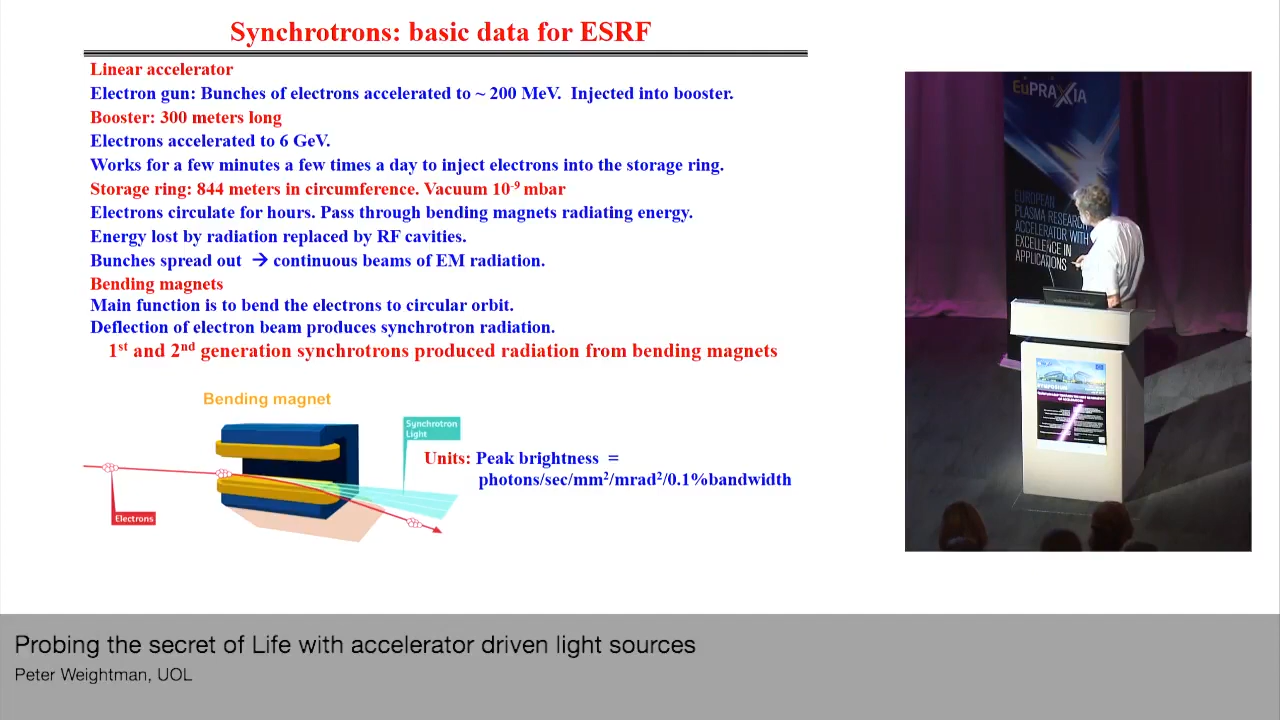 Synchrotrons: basic data for ESRF
Linear accelerator
Electron gun: Bunches of electrons accelerated to ~ 200 MeV. Injected into booster.
Booster: 300 meters long
Electrons accelerated to 6 GeV.
Works for a few minutes a few times a day to inject electrons into the storage ring.
Storage ring: 844 meters in circumference. Vacuum 10⁻⁹ mbar
Electrons circulate for hours. Pass through bending magnets radiating energy.
Energy lost by radiation replaced by RF cavities.
Bunches spread out → continuous beams of EM radiation.
Bending magnets
Main function is to bend the electrons to circular orbit.
Deflection of electron beam produces synchrotron radiation.
1st and 2nd generation synchrotrons produced radiation from bending magnets
Bending magnet
Synchrotron
Light
Electrons
Units: Peak brightness =
photons/sec/mm²/mrad²/0.1%bandwidth
EuPRAXIA
EUROPEAN
PLASMA RESEARCH
ACCELERATOR WITH
EXCELLENCE IN
APPLICATIONS
SYMPOSIUM
Probing the secret of Life with accelerator driven light sources
Peter Weightman, UOL